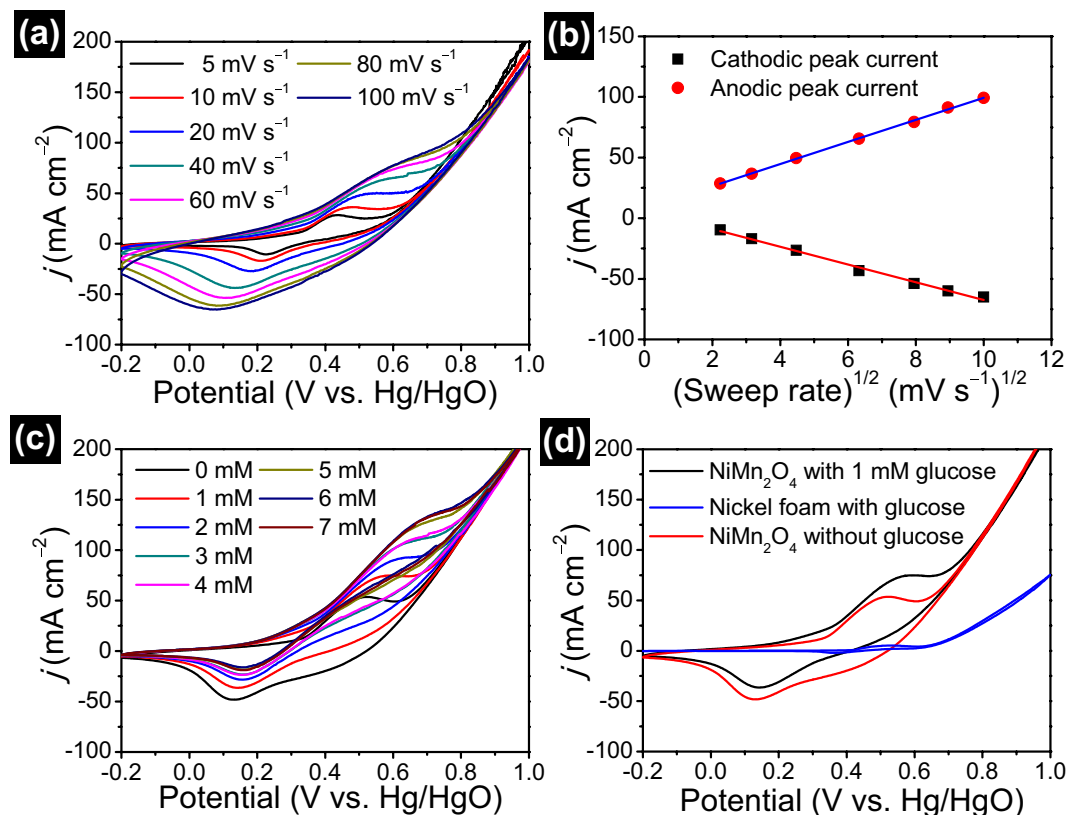 (a)
200
150
100
50
0
-50
-100
5 mV s⁻¹
80 mV s⁻¹
10 mV s⁻¹
100 mV s⁻¹
20 mV s⁻¹
40 mV s⁻¹
60 mV s⁻¹
j (mA cm⁻²)
-0.2 0.0 0.2 0.4 0.6 0.8 1.0
Potential (V vs. Hg/HgO)
(b)
150
100
50
0
-50
-100
Cathodic peak current
Anodic peak current
j (mA cm⁻²)
0 2 4 6 8 10 12
(Sweep rate)¹ᐟ² (mV s⁻¹)¹ᐟ²
(c)
200
150
100
50
0
-50
-100
0 mM
5 mM
1 mM
6 mM
2 mM
7 mM
3 mM
4 mM
j (mA cm⁻²)
-0.2 0.0 0.2 0.4 0.6 0.8 1.0
Potential (V vs. Hg/HgO)
(d)
200
150
100
50
0
-50
-100
NiMn₂O₄ with 1 mM glucose
Nickel foam with glucose
NiMn₂O₄ without glucose
j (mA cm⁻²)
-0.2 0.0 0.2 0.4 0.6 0.8 1.0
Potential (V vs. Hg/HgO)